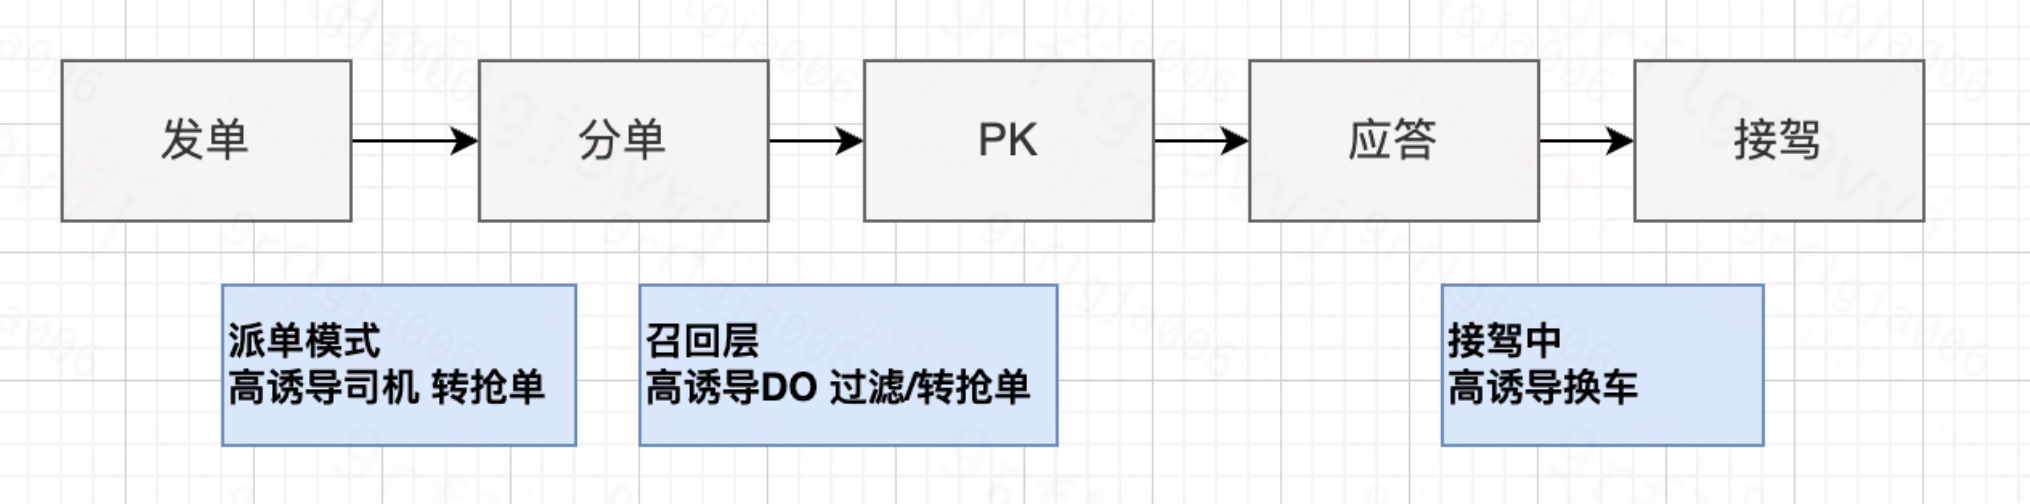 发单
分单
PK
应答
接驾
派单模式
高诱导司机 转抢单
召回层
高诱导DO 过滤/转抢单
接驾中
高诱导换车